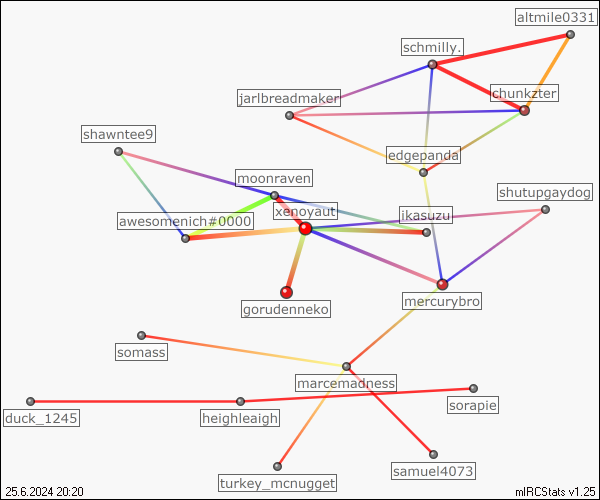 altmile0331
schmilly.
chunkzter
jarlbreadmaker
shawntee9
edgepanda
moonraven
shutupgaydog
xenoyaut
ikasuzu
awesomenich#0000
gorudenneko
mercurybro
somass
marcemadness
sorapie
duck_1245
heighleaigh
samuel4073
turkey_mcnugget
25.6.2024 20:20
mIRCStats v1.25